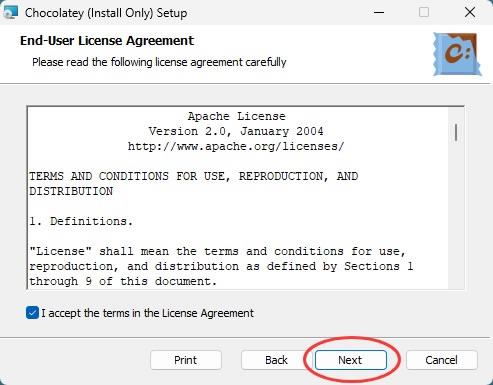 Chocolatey (Install Only) Setup
End-User License Agreement
Please read the following license agreement carefully
C:
Apache License
Version 2.0, January 2004
http://www.apache.org/licenses/
TERMS AND CONDITIONS FOR USE, REPRODUCTION, AND
DISTRIBUTION
1. Definitions.
"License" shall mean the terms and conditions for use,
reproduction, and distribution as defined by Sections 1
through 9 of this document.
I accept the terms in the License Agreement
Print Back Next Cancel